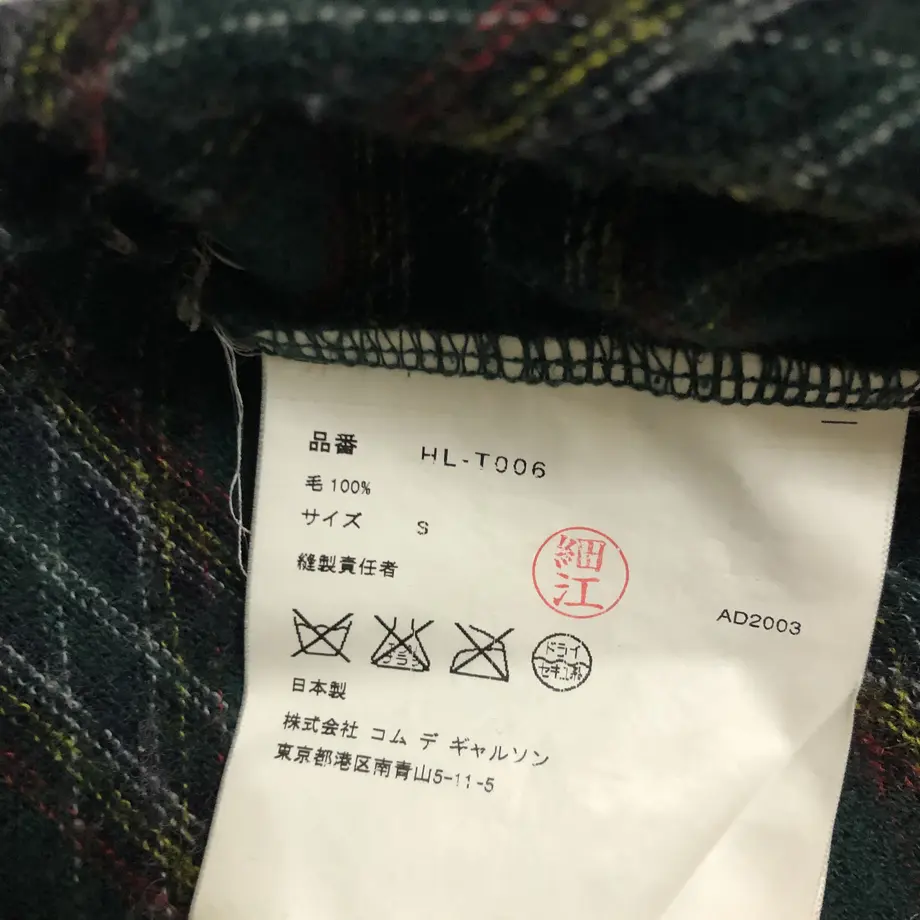 品番 HL-T006
毛 100%
サイズ S
縫製責任者
細江
AD2003
ドライ
セキユ系
日本製
株式会社 コム デ ギャルソン
東京都港区南青山5-11-5